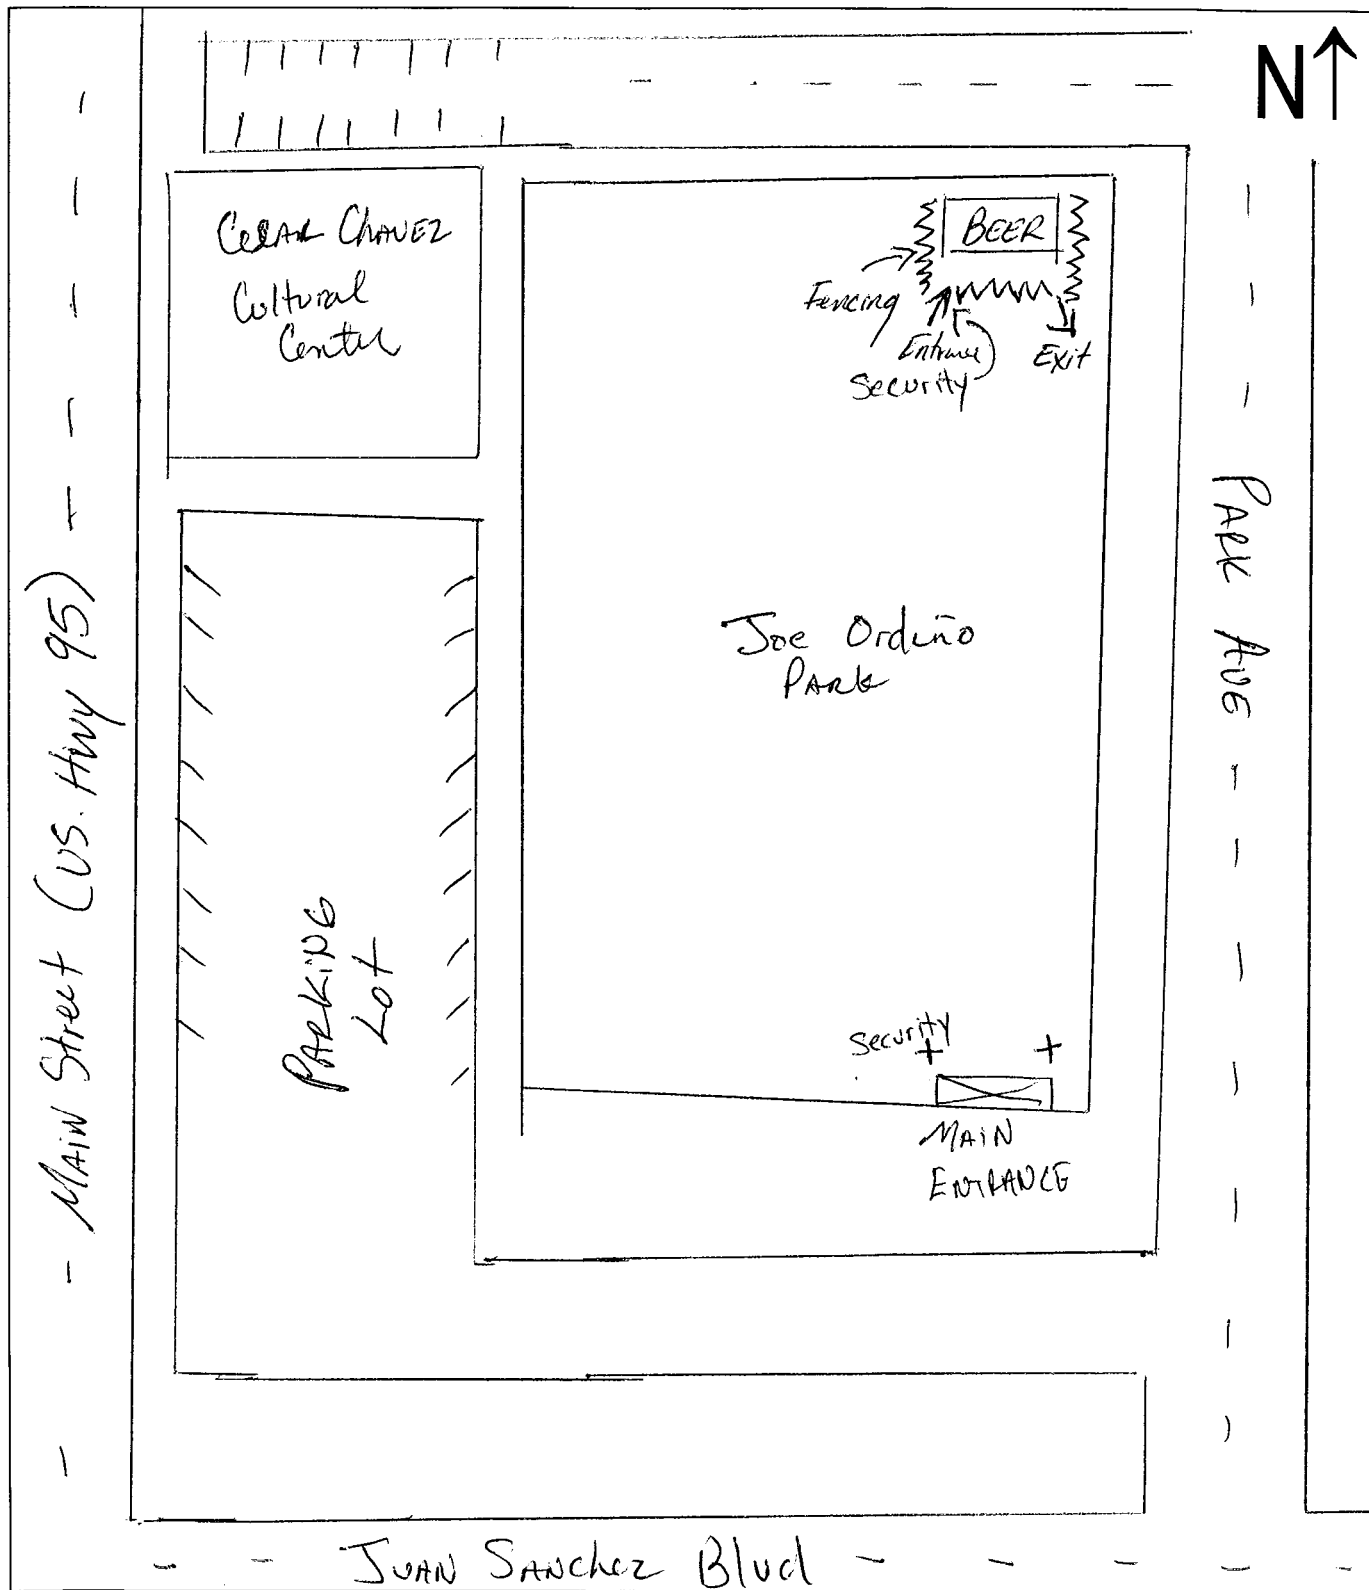 N
CESAR CHAVEZ
Cultural
Center
BEER
Fencing
Entrance
Security
Exit
Main Street (US. Hwy 95)
PARK AVE
Joe Orduño
PARK
PARKING
LOT
Security
MAIN
ENTRANCE
JUAN SANCHEZ Blvd